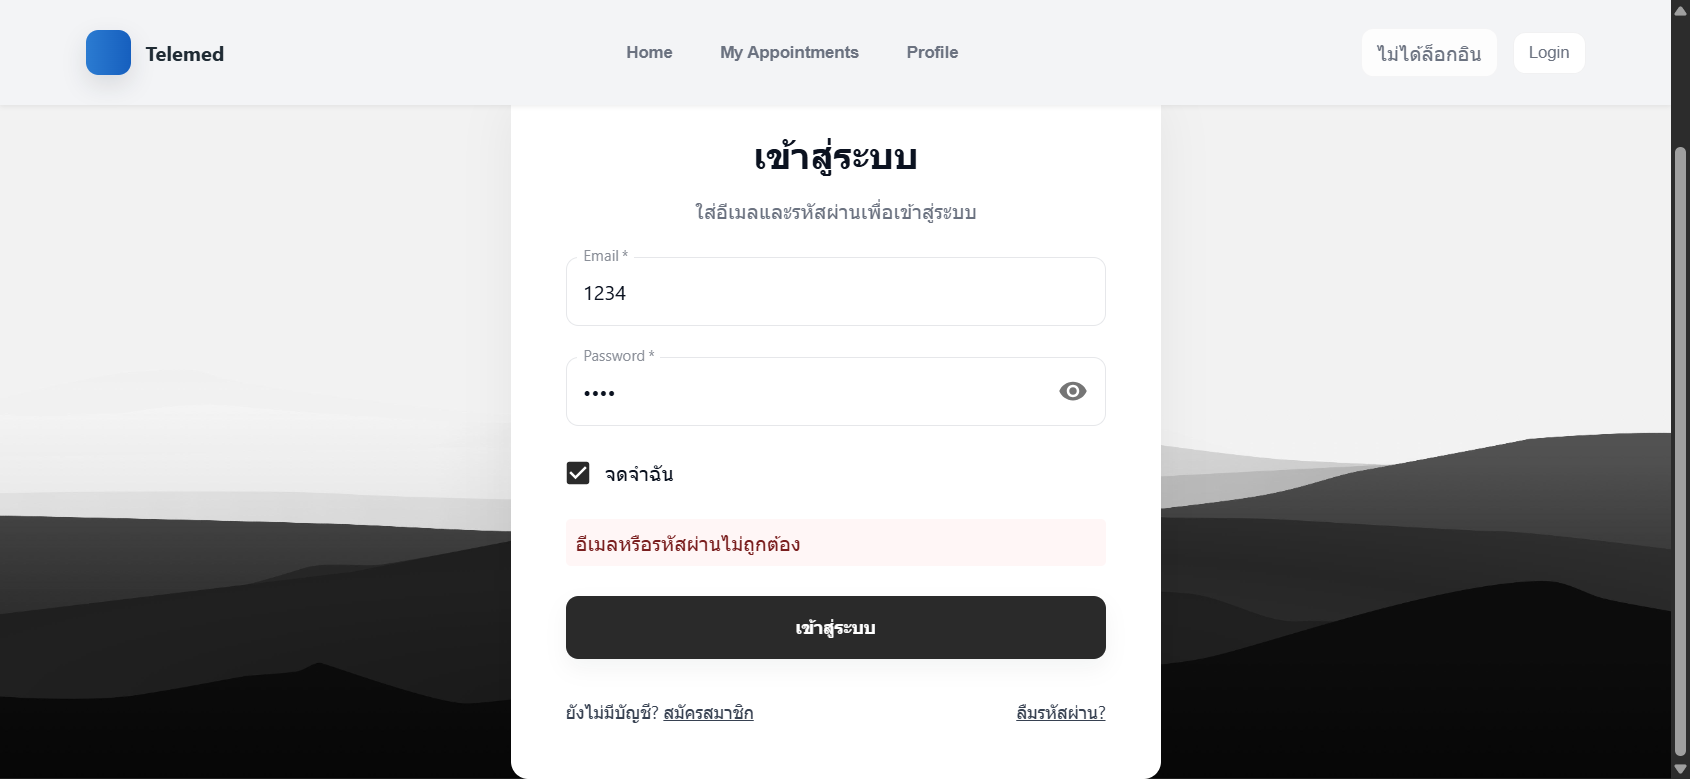 Telemed
Home
My Appointments
Profile
ไม่ได้ล็อกอิน
Login
เข้าสู่ระบบ
ใส่อีเมลและรหัสผ่านเพื่อเข้าสู่ระบบ
Email *
1234
Password *
••••
จดจำฉัน
อีเมลหรือรหัสผ่านไม่ถูกต้อง
เข้าสู่ระบบ
ยังไม่มีบัญชี? สมัครสมาชิก
ลืมรหัสผ่าน?